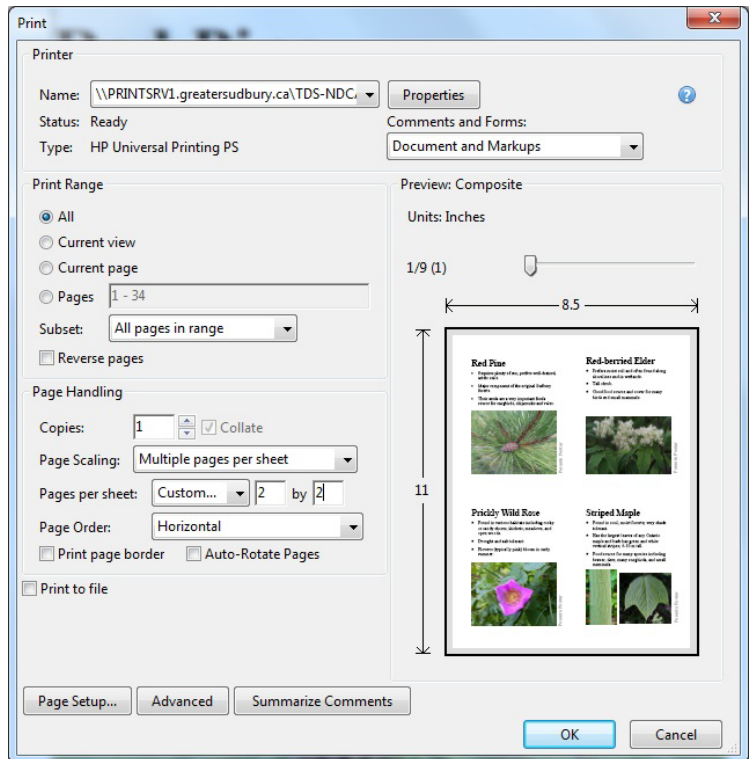 Print
Printer
Name: \\PRINTSRV1.greatersudbury.ca\TDS-NDC
Properties
Status: Ready
Comments and Forms:
Type: HP Universal Printing PS
Document and Markups
Print Range
All
Current view
Current page
Pages 1 - 34
Subset: All pages in range
Reverse pages
Page Handling
Copies: 1 Collate
Page Scaling: Multiple pages per sheet
Pages per sheet: Custom... 2 by 2
Page Order: Horizontal
Print page border Auto-Rotate Pages
Print to file
Preview: Composite
Units: Inches
1/9 (1)
8.5
11
Red Pine
Red-berried Elder
Prickly Wild Rose
Striped Maple
Page Setup... Advanced Summarize Comments
OK Cancel